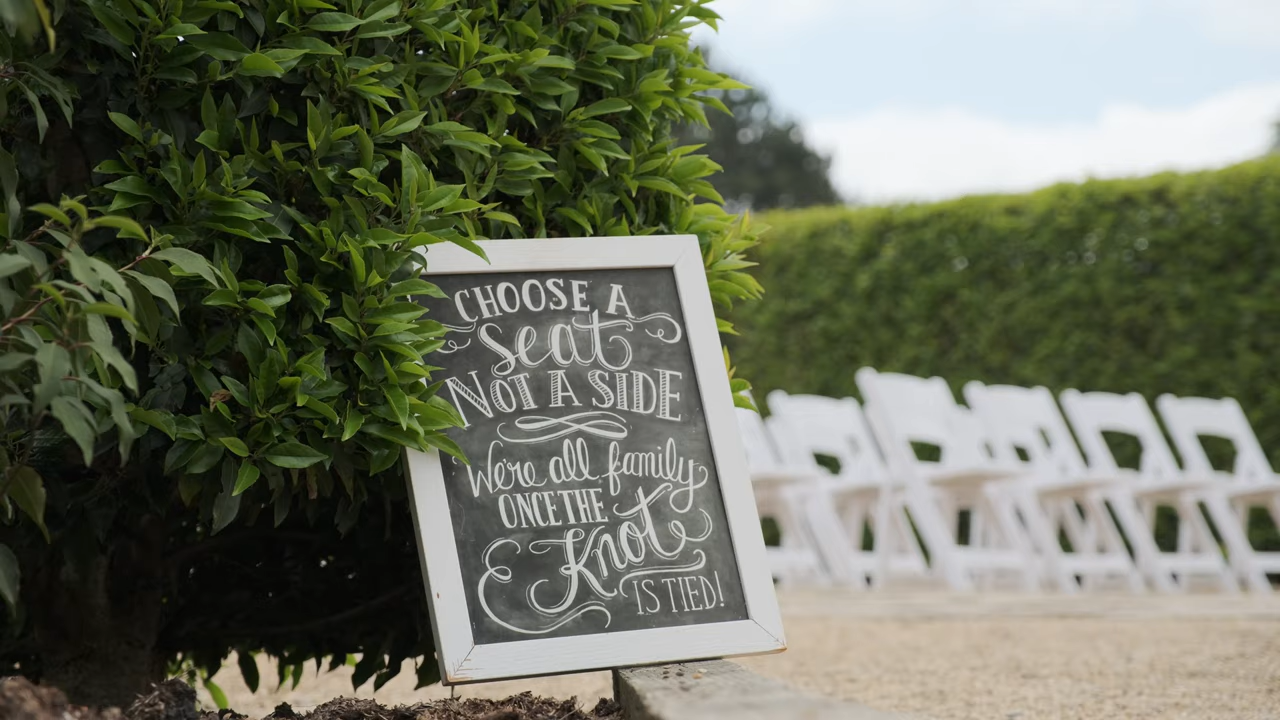 CHOOSE A
seat
NOT A SIDE
We're all family
ONCE THE
Knot
IS TIED!